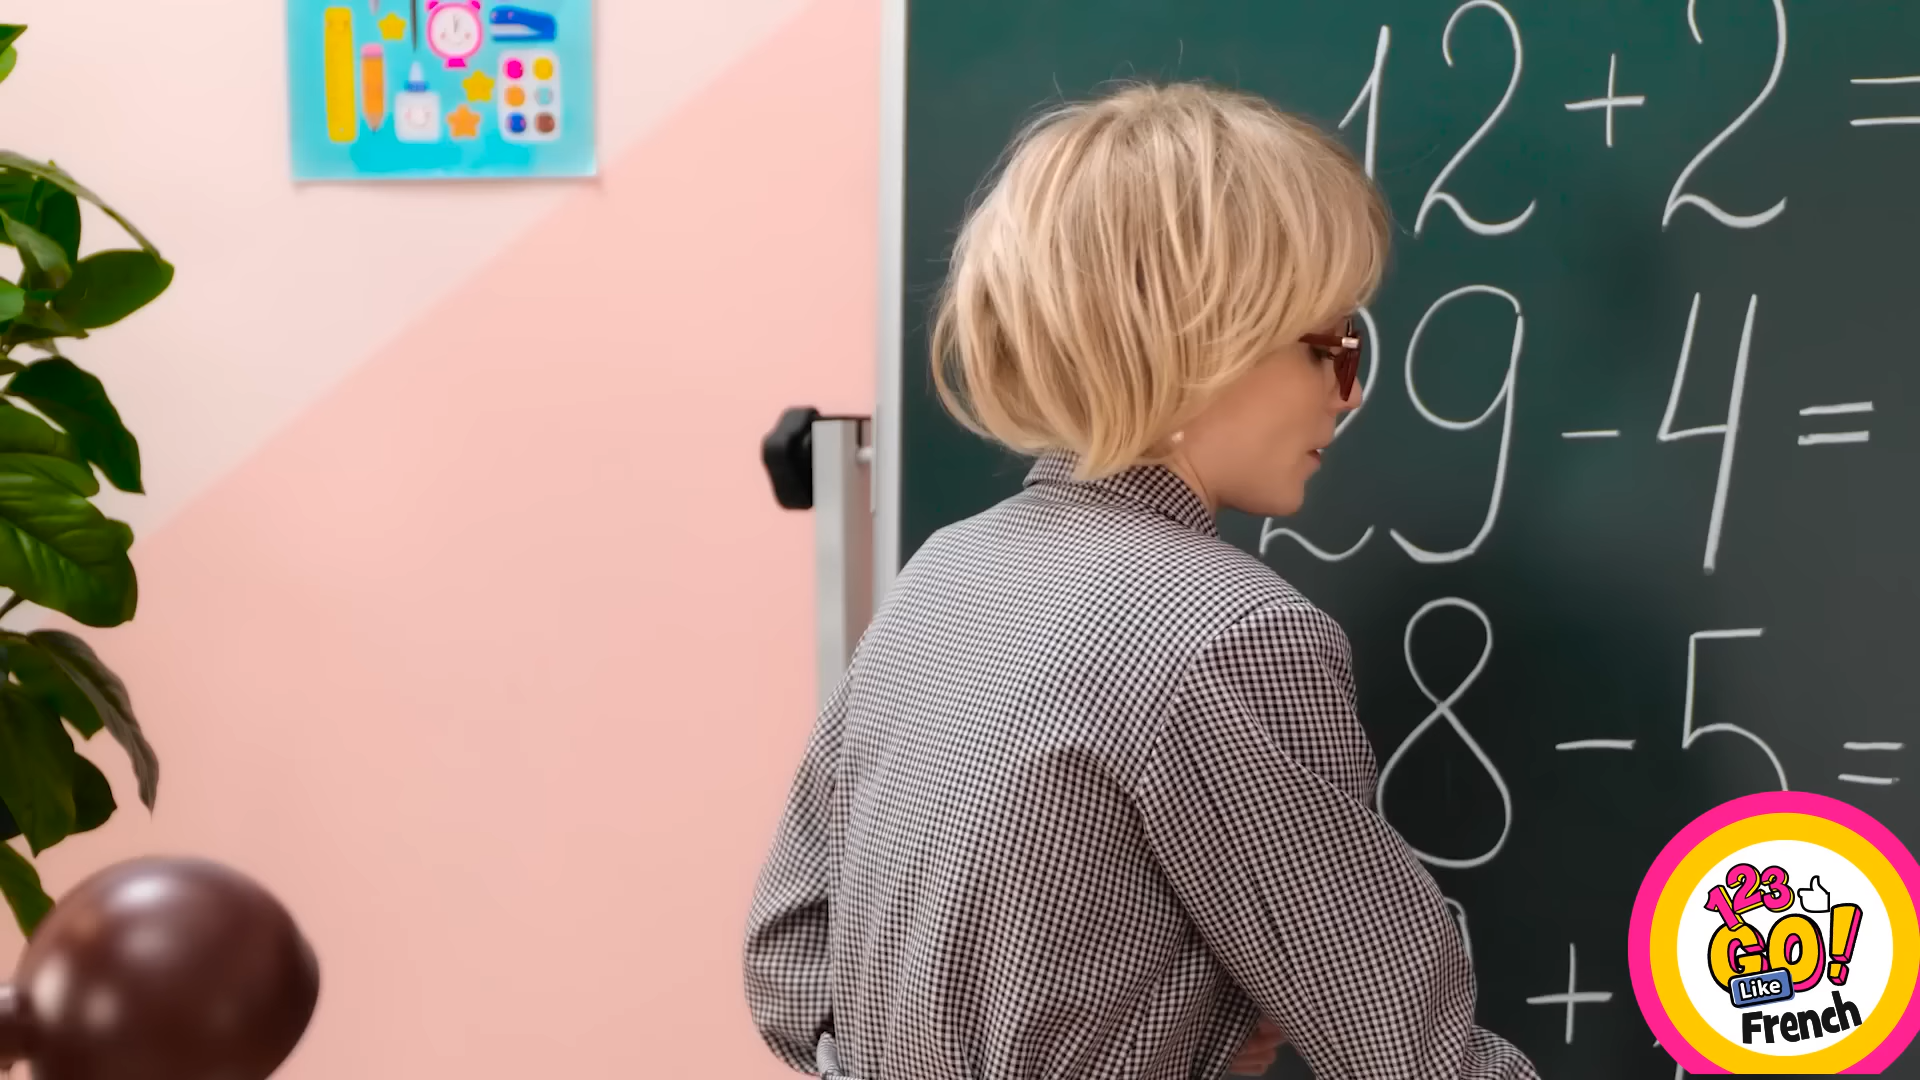 12 + 2 =
29 - 4 =
8 - 5 =
+
123
GO!
Like
French